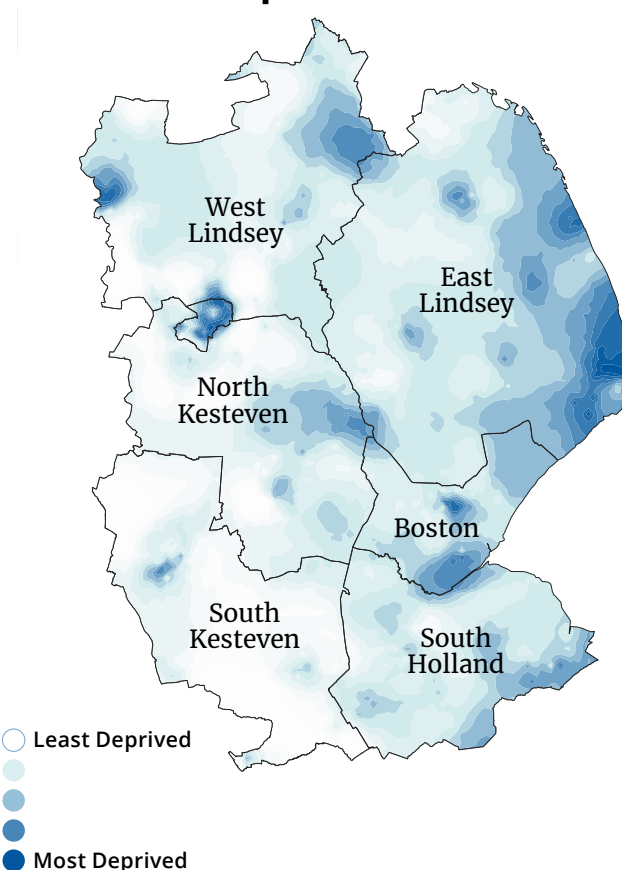 West
Lindsey
East
Lindsey
North
Kesteven
Boston
South
Kesteven
South
Holland
Least Deprived
Most Deprived